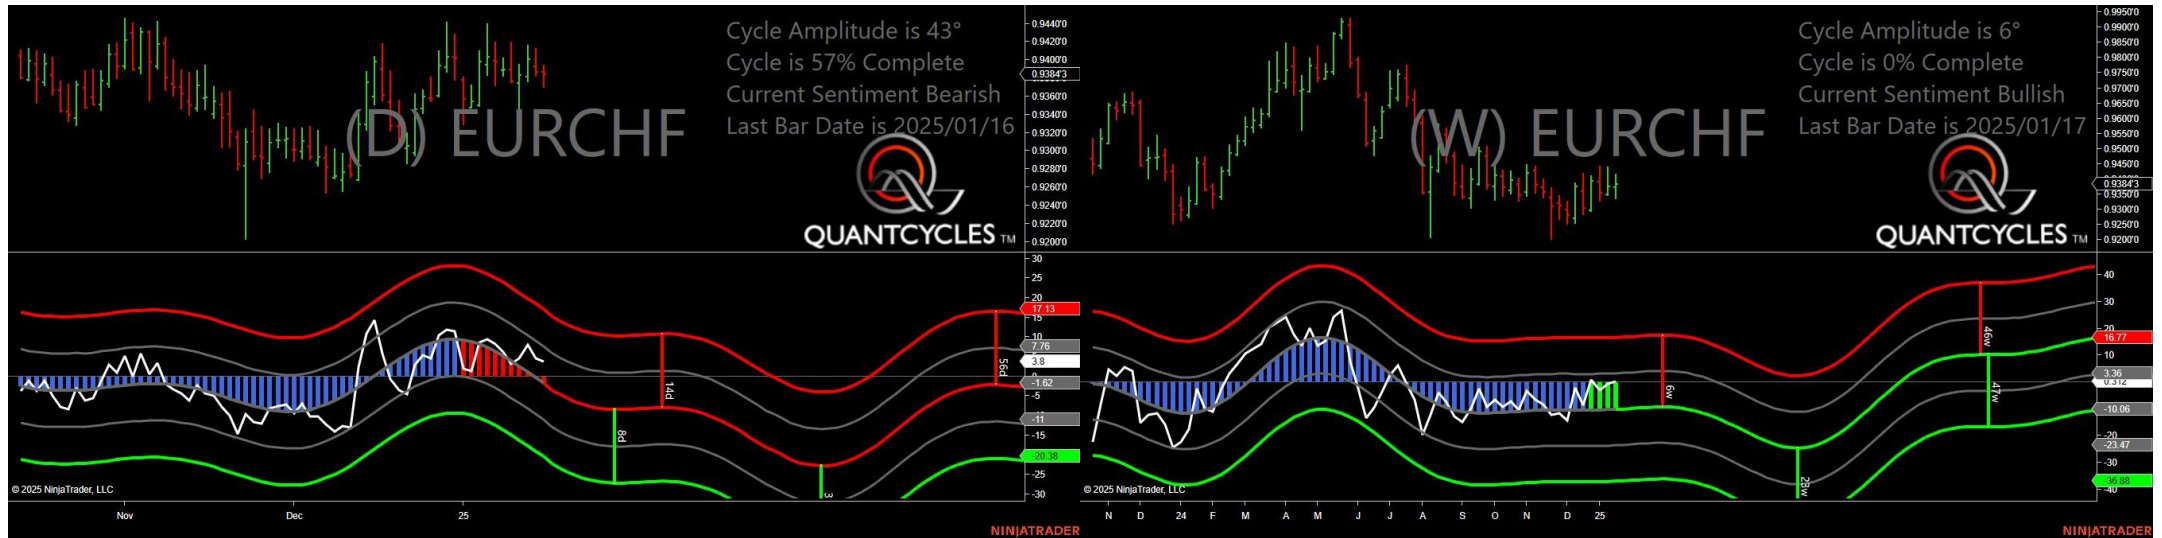 Cycle Amplitude is 43°
Cycle is 57% Complete
Current Sentiment Bearish
Last Bar Date is 2025/01/16
(D) EURCHF
QUANTCYCLES TM
0.9440'0
0.9420'0
0.9400'0
0.9384'3
0.9360'0
0.9340'0
0.9320'0
0.9300'0
0.9280'0
0.9260'0
0.9240'0
0.9220'0
0.9200'0
30
25
20
17.13
15
10
7.76
3.8
-1.62
-5
-11
-15
-20.38
-25
-30
8d
14d
3
56d
© 2025 NinjaTrader, LLC
Nov
Dec
25
NINJATRADER
Cycle Amplitude is 6°
Cycle is 0% Complete
Current Sentiment Bullish
Last Bar Date is 2025/01/17
(W) EURCHF
QUANTCYCLES TM
0.9950'0
0.9900'0
0.9850'0
0.9800'0
0.9750'0
0.9700'0
0.9650'0
0.9600'0
0.9550'0
0.9500'0
0.9450'0
0.9384'3
0.9350'0
0.9300'0
0.9250'0
0.9200'0
40
30
20
16.77
10
3.36
0.312
-10.06
-20
-23.47
-30
-36.88
-40
6w
28w
46w
47w
© 2025 NinjaTrader, LLC
N
D
24
F
M
A
M
J
J
A
S
O
N
D
25
NINJATRADER